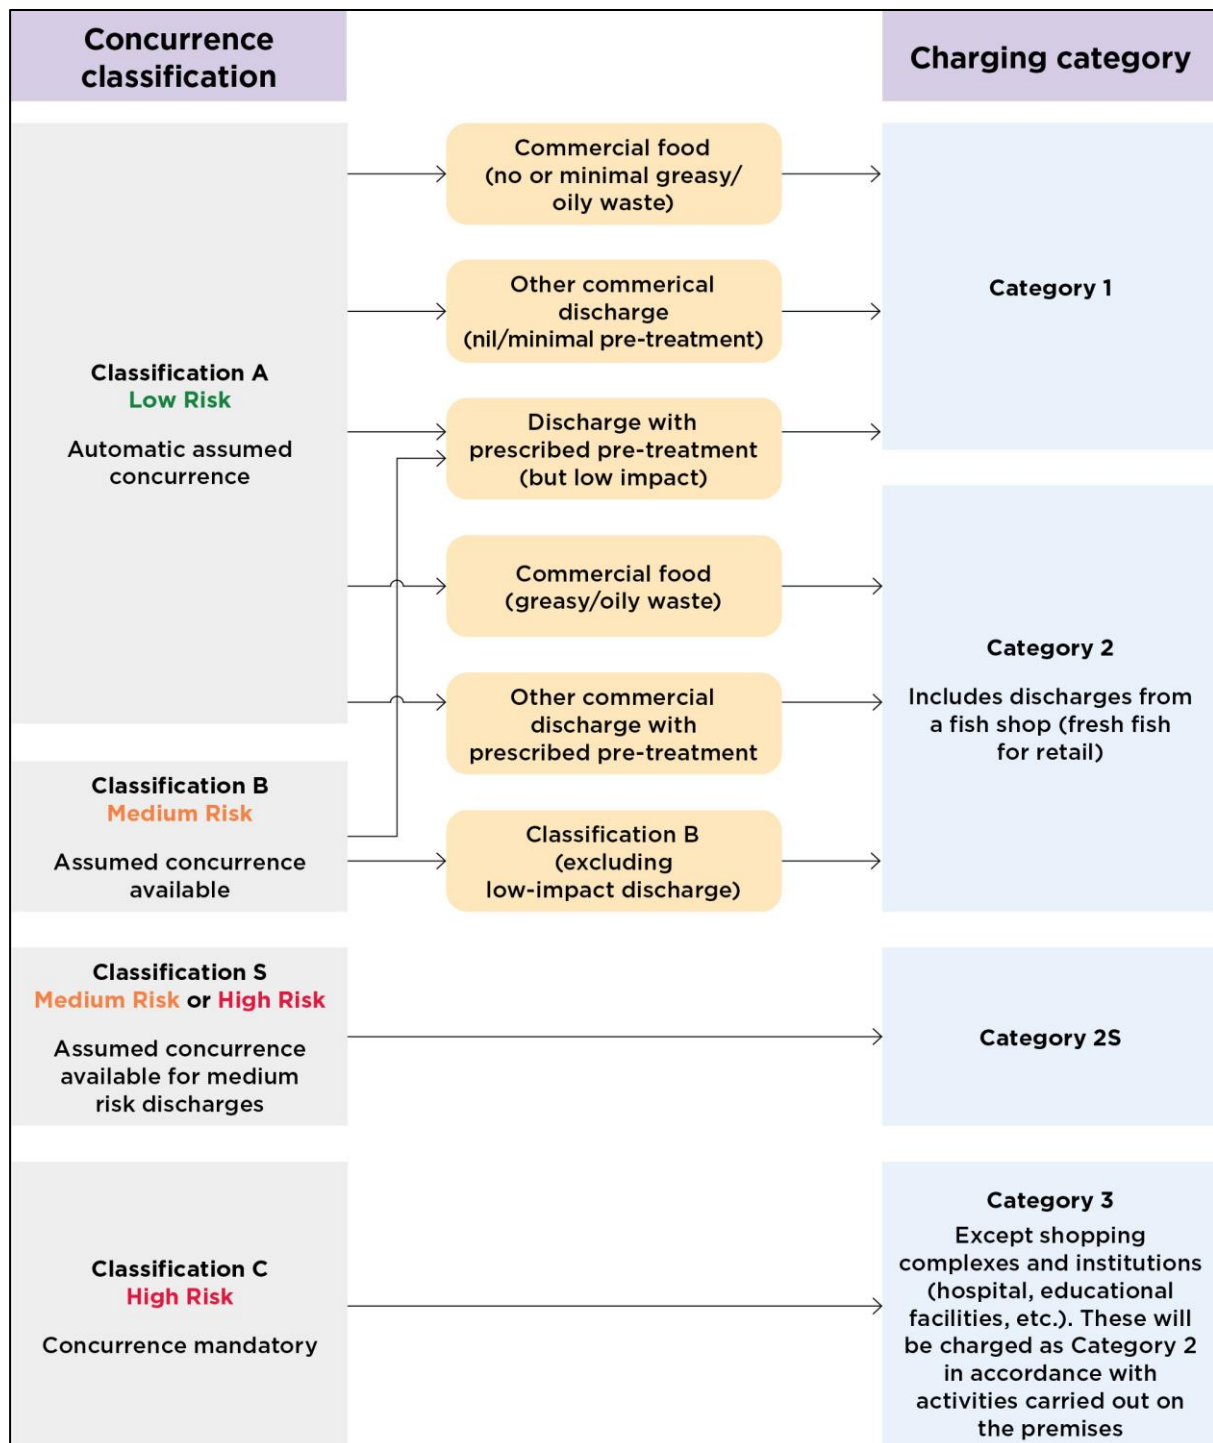 Concurrence
classification
Charging category
Classification A
Low Risk
Automatic assumed
concurrence
Commercial food
(no or minimal greasy/
oily waste)
Other commerical
discharge
(nil/minimal pre-treatment)
Discharge with
prescribed pre-treatment
(but low impact)
Commercial food
(greasy/oily waste)
Other commercial
discharge with
prescribed pre-treatment
Category 1
Category 2
Includes discharges from
a fish shop (fresh fish
for retail)
Classification B
Medium Risk
Assumed concurrence
available
Classification B
(excluding
low-impact discharge)
Classification S
Medium Risk or High Risk
Assumed concurrence
available for medium
risk discharges
Category 2S
Classification C
High Risk
Concurrence mandatory
Category 3
Except shopping
complexes and institutions
(hospital, educational
facilities, etc.). These will
be charged as Category 2
in accordance with
activities carried out on
the premises